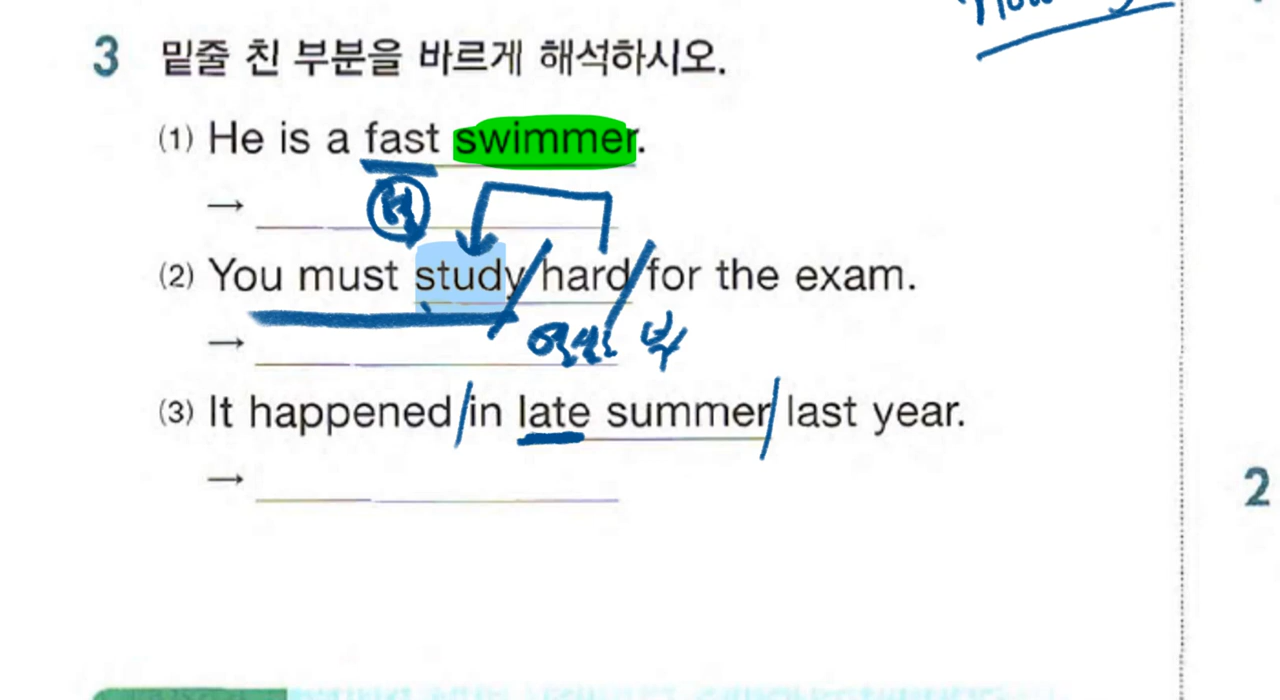 3 밑줄 친 부분을 바르게 해석하시오.
(1) He is a fast swimmer.
→
형
(2) You must study hard for the exam.
→
열심히 부
(3) It happened in late summer last year.
→
2